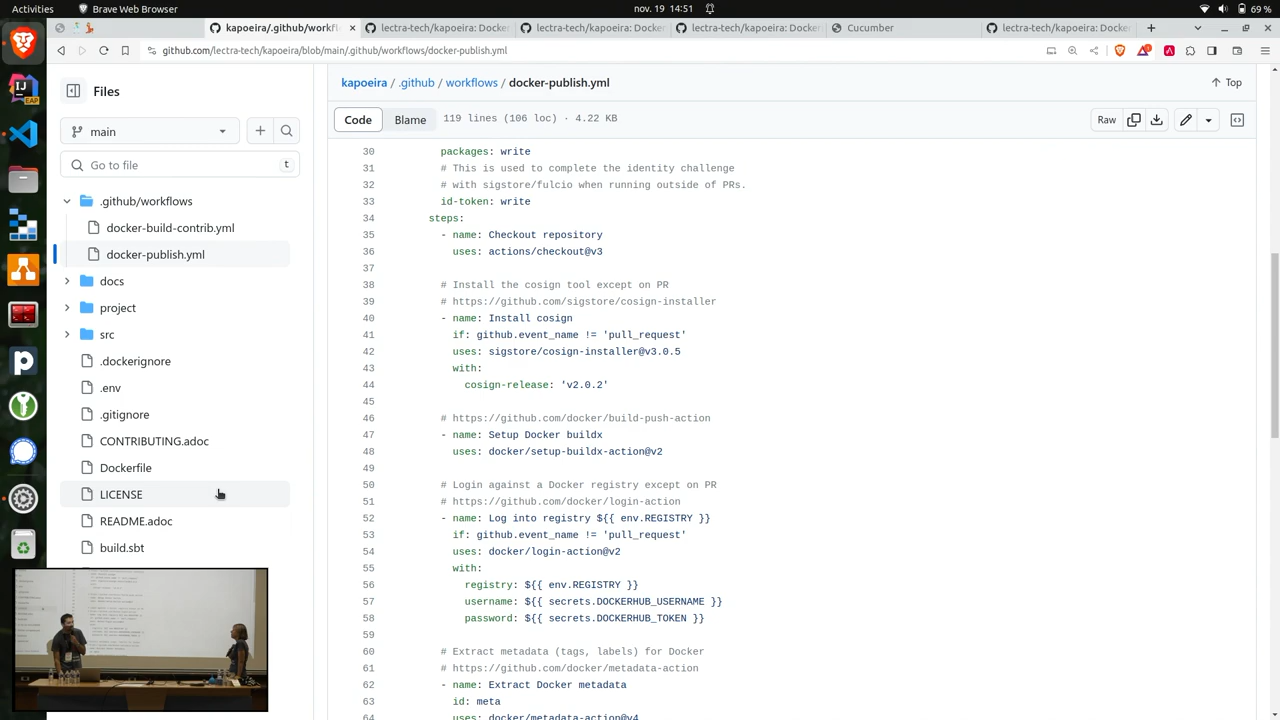 Activities
Brave Web Browser
nov. 19 14:51
69 %
kapoeira/.github/workfl
lectra-tech/kapoeira: Docke
lectra-tech/kapoeira: Docke
lectra-tech/kapoeira: Docke
Cucumber
lectra-tech/kapoeira: Docke
github.com/lectra-tech/kapoeira/blob/main/.github/workflows/docker-publish.yml
Files
main
Go to file
t
.github/workflows
docker-build-contrib.yml
docker-publish.yml
docs
project
src
.dockerignore
.env
.gitignore
CONTRIBUTING.adoc
Dockerfile
LICENSE
README.adoc
build.sbt
kapoeira / .github / workflows / docker-publish.yml
Top
Code
Blame
119 lines (106 loc) · 4.22 KB
Raw
30 packages: write
31 # This is used to complete the identity challenge
32 # with sigstore/fulcio when running outside of PRs.
33 id-token: write
34 steps:
35 - name: Checkout repository
36 uses: actions/checkout@v3
37
38 # Install the cosign tool except on PR
39 # https://github.com/sigstore/cosign-installer
40 - name: Install cosign
41 if: github.event_name != 'pull_request'
42 uses: sigstore/cosign-installer@v3.0.5
43 with:
44 cosign-release: 'v2.0.2'
45
46 # https://github.com/docker/build-push-action
47 - name: Setup Docker buildx
48 uses: docker/setup-buildx-action@v2
49
50 # Login against a Docker registry except on PR
51 # https://github.com/docker/login-action
52 - name: Log into registry ${{ env.REGISTRY }}
53 if: github.event_name != 'pull_request'
54 uses: docker/login-action@v2
55 with:
56 registry: ${{ env.REGISTRY }}
57 username: ${{ secrets.DOCKERHUB_USERNAME }}
58 password: ${{ secrets.DOCKERHUB_TOKEN }}
59
60 # Extract metadata (tags, labels) for Docker
61 # https://github.com/docker/metadata-action
62 - name: Extract Docker metadata
63 id: meta
64 uses: docker/metadata-action@v4